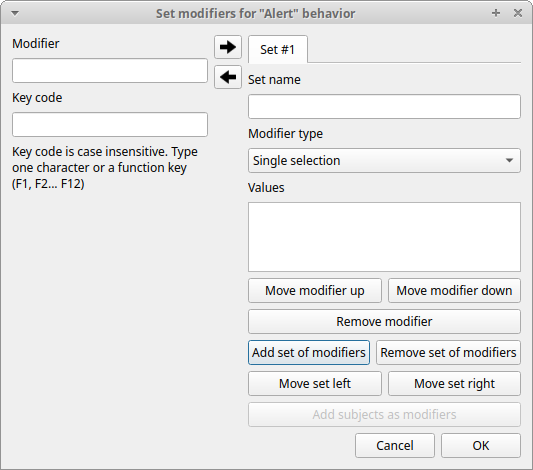 Set modifiers for "Alert" behavior
Modifier
Key code
Key code is case insensitive. Type
one character or a function key
(F1, F2... F12)
Set #1
Set name
Modifier type
Single selection
Values
Move modifier up
Move modifier down
Remove modifier
Add set of modifiers
Remove set of modifiers
Move set left
Move set right
Add subjects as modifiers
Cancel
OK